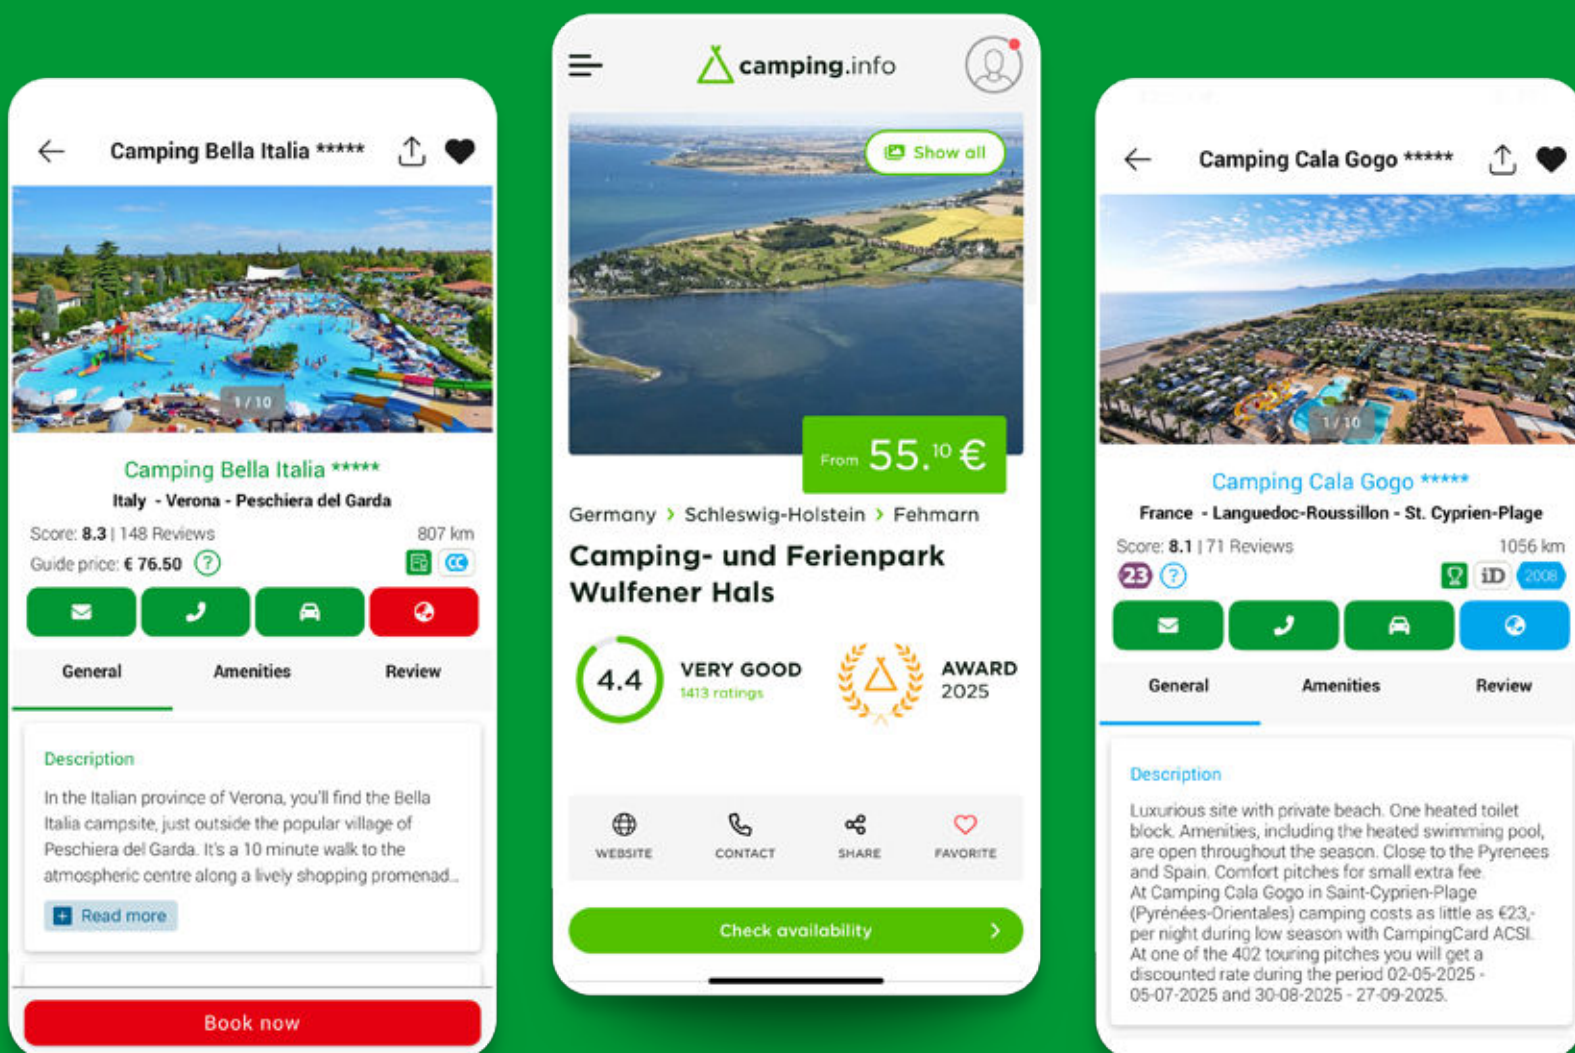 Camping Bella Italia *****
1 / 10
Camping Bella Italia *****
Italy - Verona - Peschiera del Garda
Score: 8.3 | 148 Reviews
807 km
Guide price: € 76.50 ?
CC
General
Amenities
Review
Description
In the Italian province of Verona, you'll find the Bella
Italia campsite, just outside the popular village of
Peschiera del Garda. It's a 10 minute walk to the
atmospheric centre along a lively shopping promenad...
Read more
Book now
camping.info
Show all
From 55.10 €
Germany > Schleswig-Holstein > Fehmarn
Camping- und Ferienpark
Wulfener Hals
4.4
VERY GOOD
1413 ratings
AWARD
2025
WEBSITE
CONTACT
SHARE
FAVORITE
Check availability
Camping Cala Gogo *****
1 / 10
Camping Cala Gogo *****
France - Languedoc-Roussillon - St. Cyprien-Plage
Score: 8.1 | 71 Reviews
1056 km
23 ?
iD
2008
General
Amenities
Review
Description
Luxurious site with private beach. One heated toilet
block. Amenities, including the heated swimming pool,
are open throughout the season. Close to the Pyrenees
and Spain. Comfort pitches for small extra fee.
At Camping Cala Gogo in Saint-Cyprien-Plage
(Pyrénées-Orientales) camping costs as little as €23,-
per night during low season with CampingCard ACSI.
At one of the 402 touring pitches you will get a
discounted rate during the period 02-05-2025 -
05-07-2025 and 30-08-2025 - 27-09-2025.